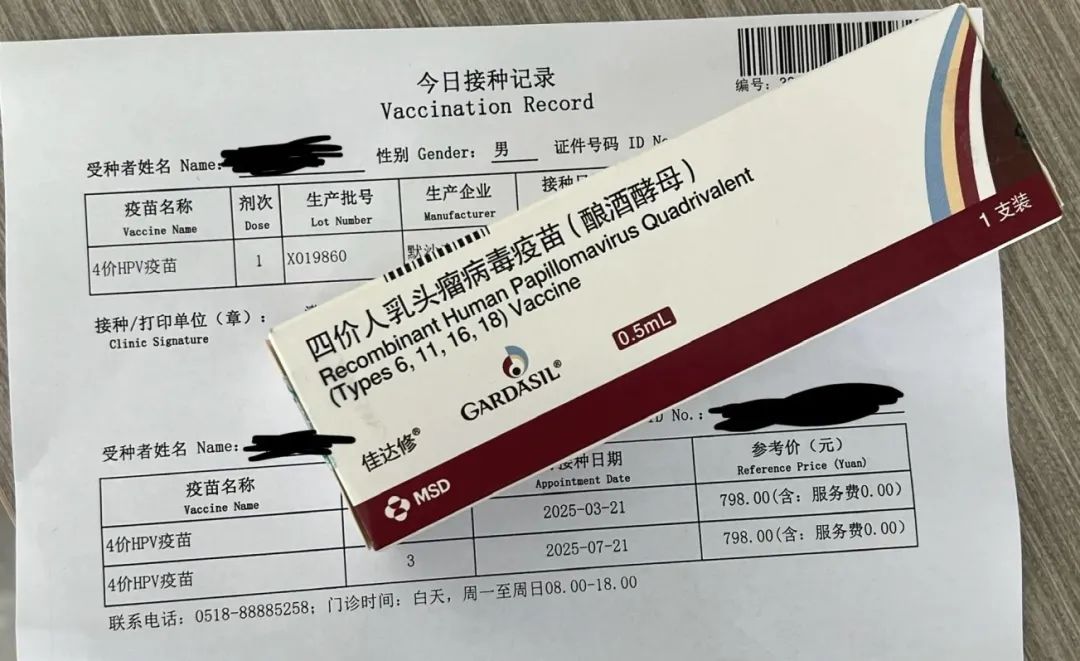 今日接种记录
Vaccination Record
编号:
受种者姓名 Name: 性别 Gender: 男 证件号码 ID No
疫苗名称 剂次 生产批号 生产企业
Vaccine Name Dose Lot Number Manufacturer
4价HPV疫苗 1 X019860
接种/打印单位（章）:
Clinic Signature
四价人乳头瘤病毒疫苗（酿酒酵母）
Recombinant Human Papillomavirus Quadrivalent
(Types 6, 11, 16, 18) Vaccine
0.5mL
GARDASIL®
佳达修®
MSD
1 支装
受种者姓名 Name: ID No.:
疫苗名称 接种日期 参考价（元）
Vaccine Name Appointment Date Reference Price (Yuan)
4价HPV疫苗 2025-03-21 798.00(含: 服务费0.00)
4价HPV疫苗 3 2025-07-21 798.00(含: 服务费0.00)
联系电话: 0518-88885258; 门诊时间: 白天, 周一至周日08.00-18.00